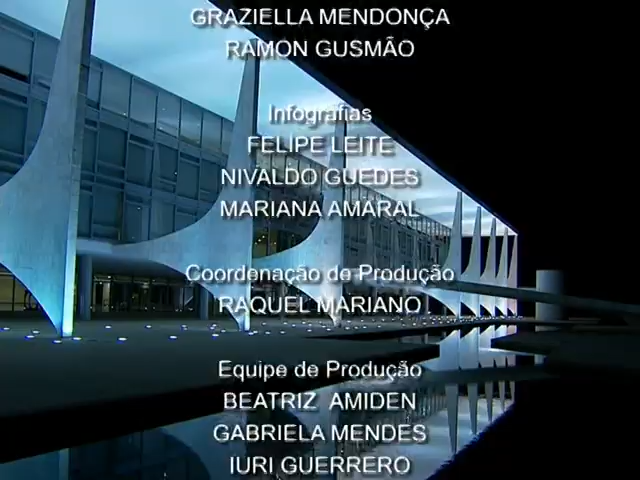 GRAZIELLA MENDONÇA
RAMON GUSMÃO
Infografias
FELIPE LEITE
NIVALDO GUEDES
MARIANA AMARAL
Coordenação de Produção
RAQUEL MARIANO
Equipe de Produção
BEATRIZ AMIDEN
GABRIELA MENDES
IURI GUERRERO